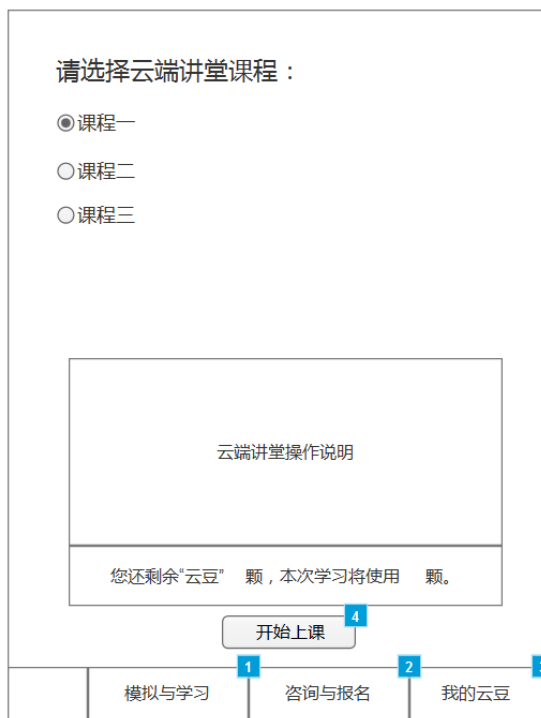 请选择云端讲堂课程：
课程一
课程二
课程三
云端讲堂操作说明
您还剩余“云豆” 颗，本次学习将使用 颗。
开始上课
4
1
2
模拟与学习
咨询与报名
我的云豆